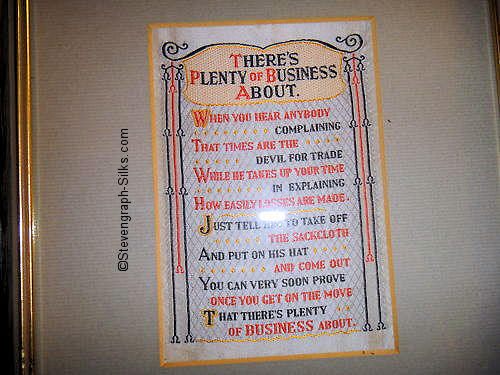 THERE'S
PLENTY OF BUSINESS
ABOUT.
WHEN YOU HEAR ANYBODY
COMPLAINING
THAT TIMES ARE THE
DEVIL FOR TRADE
WHILE HE TAKES UP YOUR TIME
IN EXPLAINING
HOW EASILY LOSSES ARE MADE.
JUST TELL HIM TO TAKE OFF
THE SACKCLOTH
AND PUT ON HIS HAT
AND COME OUT
YOU CAN VERY SOON PROVE
ONCE YOU GET ON THE MOVE
THAT THERE'S PLENTY
OF BUSINESS ABOUT.
©Stevengraph-Silks.com